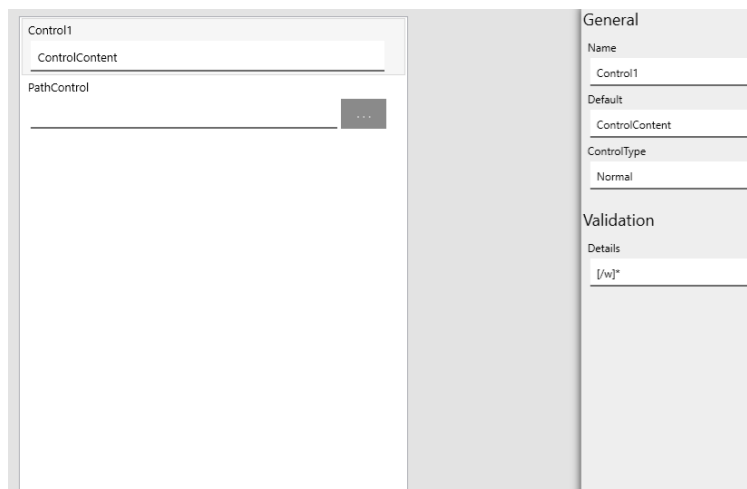 Control1
ControlContent
PathControl
...
General
Name
Control1
Default
ControlContent
ControlType
Normal
Validation
Details
[/w]*